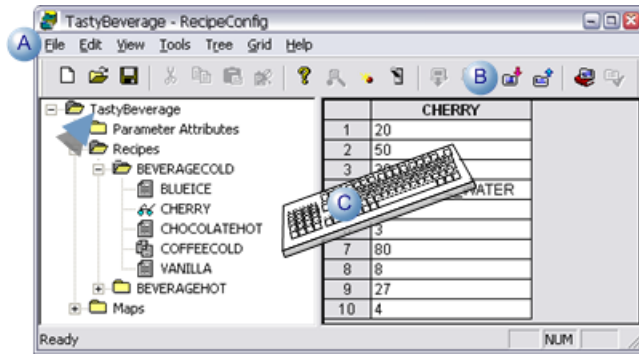 TastyBeverage - RecipeConfig
A File Edit View Tools Tree Grid Help
B
TastyBeverage
Parameter Attributes
Recipes
BEVERAGECOLD
BLUEICE
CHERRY
CHOCOLATEHOT
COFFEECOLD
VANILLA
BEVERAGEHOT
Maps
CHERRY
1 20
2 50
3
WATER
C
3
7 80
8 8
9 27
10 4
Ready NUM